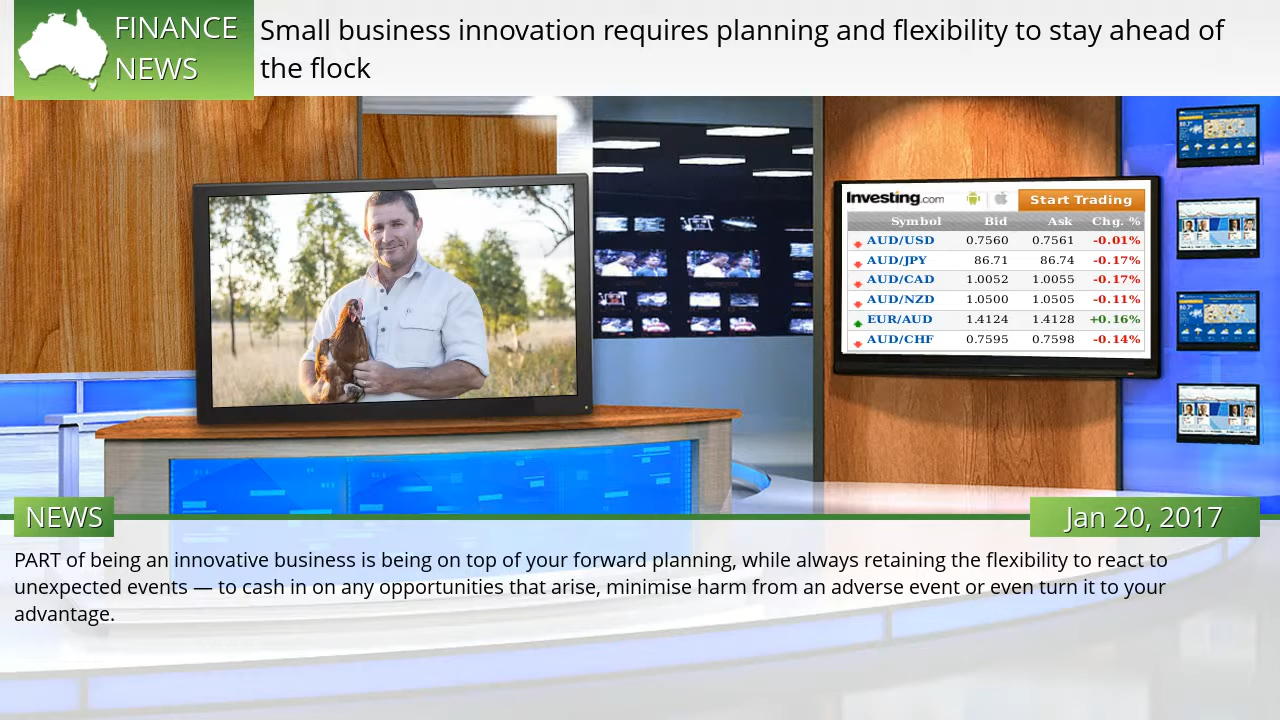 FINANCE
NEWS
Small business innovation requires planning and flexibility to stay ahead of
the flock
Investing.com
Start Trading
Symbol Bid Ask Chg. %
AUD/USD 0.7560 0.7561 -0.01%
AUD/JPY 86.71 86.74 -0.17%
AUD/CAD 1.0052 1.0055 -0.17%
AUD/NZD 1.0500 1.0505 -0.11%
EUR/AUD 1.4124 1.4128 +0.16%
AUD/CHF 0.7595 0.7598 -0.14%
NEWS
Jan 20, 2017
PART of being an innovative business is being on top of your forward planning, while always retaining the flexibility to react to
unexpected events — to cash in on any opportunities that arise, minimise harm from an adverse event or even turn it to your
advantage.